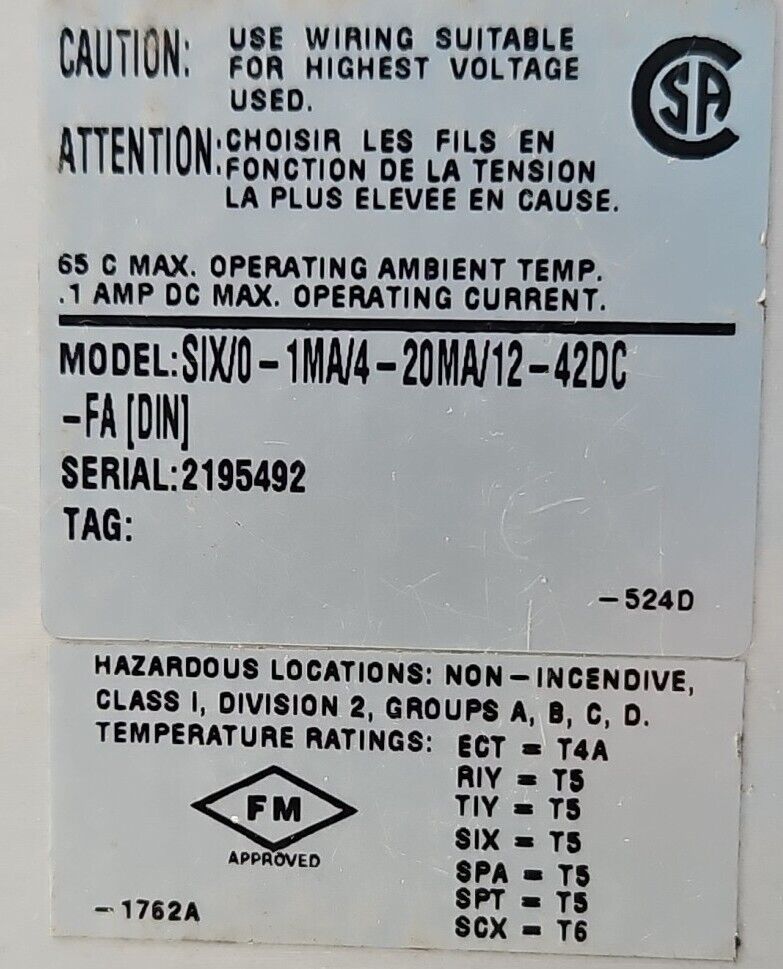 CAUTION: USE WIRING SUITABLE
FOR HIGHEST VOLTAGE
USED.
ATTENTION: CHOISIR LES FILS EN
FONCTION DE LA TENSION
LA PLUS ELEVEE EN CAUSE.
CSA
65 C MAX. OPERATING AMBIENT TEMP.
.1 AMP DC MAX. OPERATING CURRENT.
MODEL: SIX/0-1MA/4-20MA/12-42DC
-FA [DIN]
SERIAL: 2195492
TAG:
-524D
HAZARDOUS LOCATIONS: NON-INCENDIVE,
CLASS I, DIVISION 2, GROUPS A, B, C, D.
TEMPERATURE RATINGS: ECT = T4A
RIY = T5
TIY = T5
SIX = T5
SPA = T5
SPT = T5
SCX = T6
FM
APPROVED
-1762A